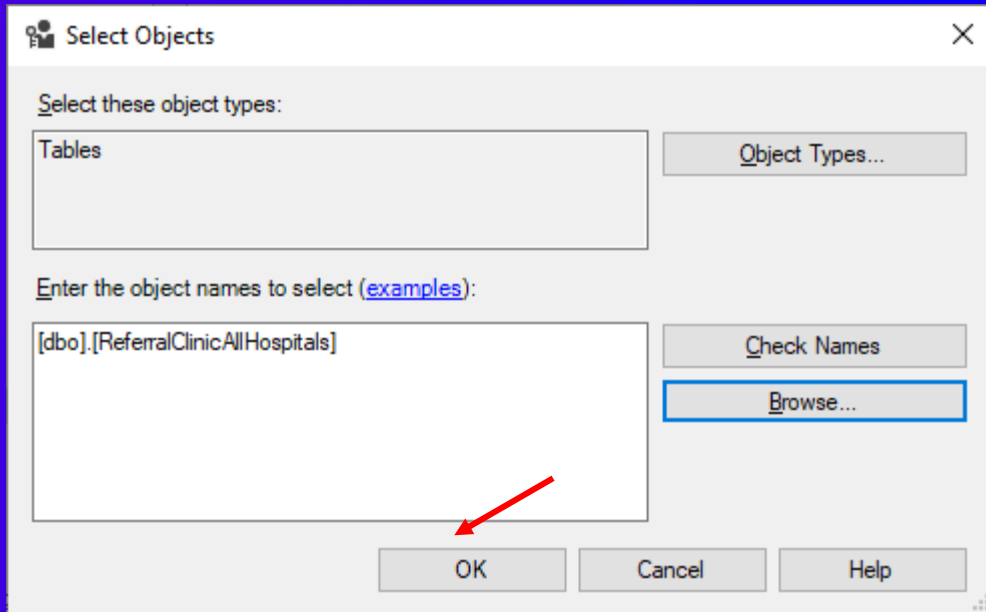 Select Objects
Select these object types:
Tables
Object Types...
Enter the object names to select (examples):
[dbo].[ReferralClinicAllHospitals]
Check Names
Browse...
OK
Cancel
Help